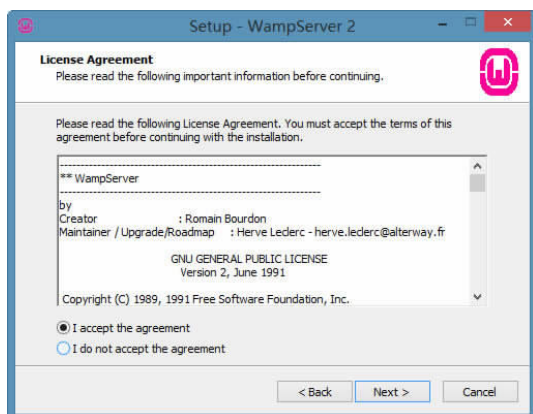 Setup - WampServer 2
License Agreement
Please read the following important information before continuing.
Please read the following License Agreement. You must accept the terms of this
agreement before continuing with the installation.
------------------------------------------------------------
** WampServer
------------------------------------------------------------
by
Creator : Romain Bourdon
Maintainer / Upgrade/Roadmap : Herve Leclerc - herve.leclerc@alterway.fr
GNU GENERAL PUBLIC LICENSE
Version 2, June 1991
Copyright (C) 1989, 1991 Free Software Foundation, Inc.
I accept the agreement
I do not accept the agreement
< Back Next > Cancel